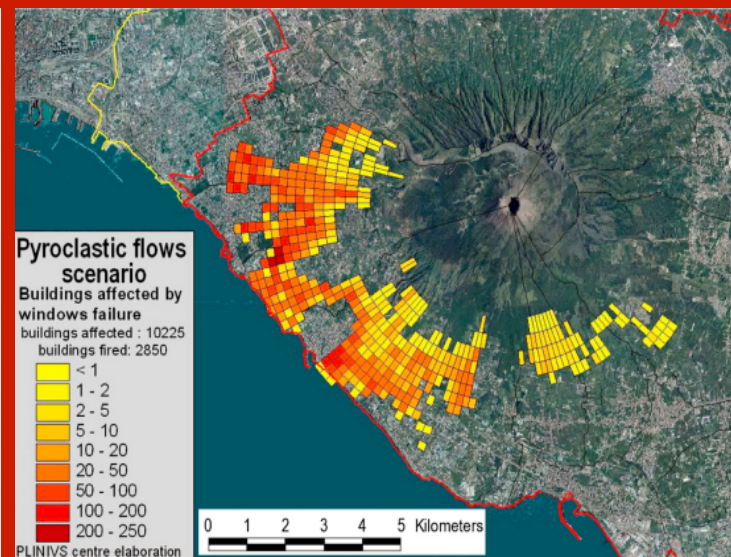 Pyroclastic flows
scenario
Buildings affected by
windows failure
buildings affected : 10225
buildings fired: 2850
< 1
1 - 2
2 - 5
5 - 10
10 - 20
20 - 50
50 - 100
100 - 200
200 - 250
PLINIVS centre elaboration
0 1 2 3 4 5 Kilometers